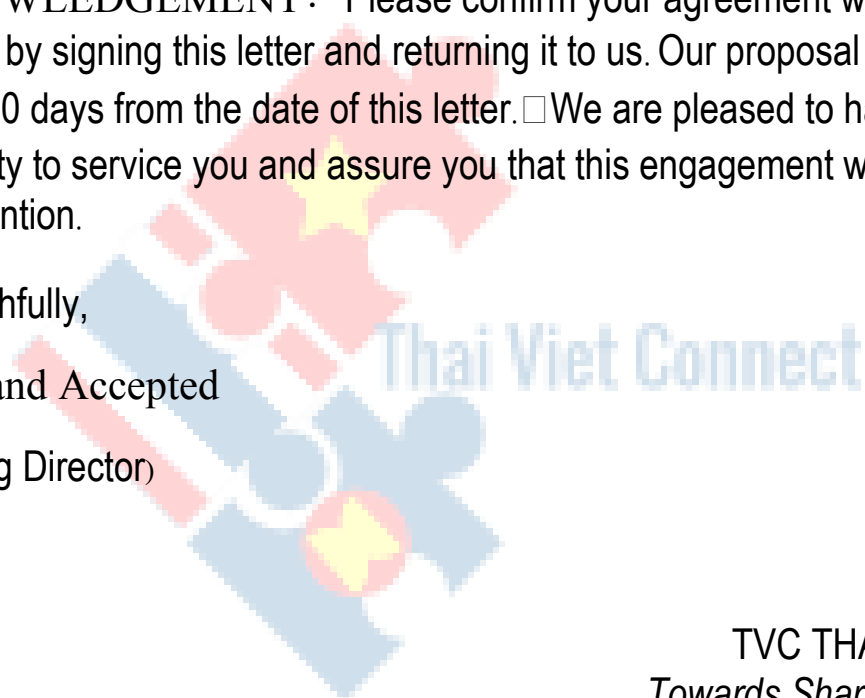 WLEDGEMENT: Please confirm your agreement w
by signing this letter and returning it to us. Our proposal
0 days from the date of this letter.□We are pleased to ha
ty to service you and assure you that this engagement w
ntion.
hfully,
Thai Viet Connect
and Accepted
g Director)
TVC THA
Towards Shar